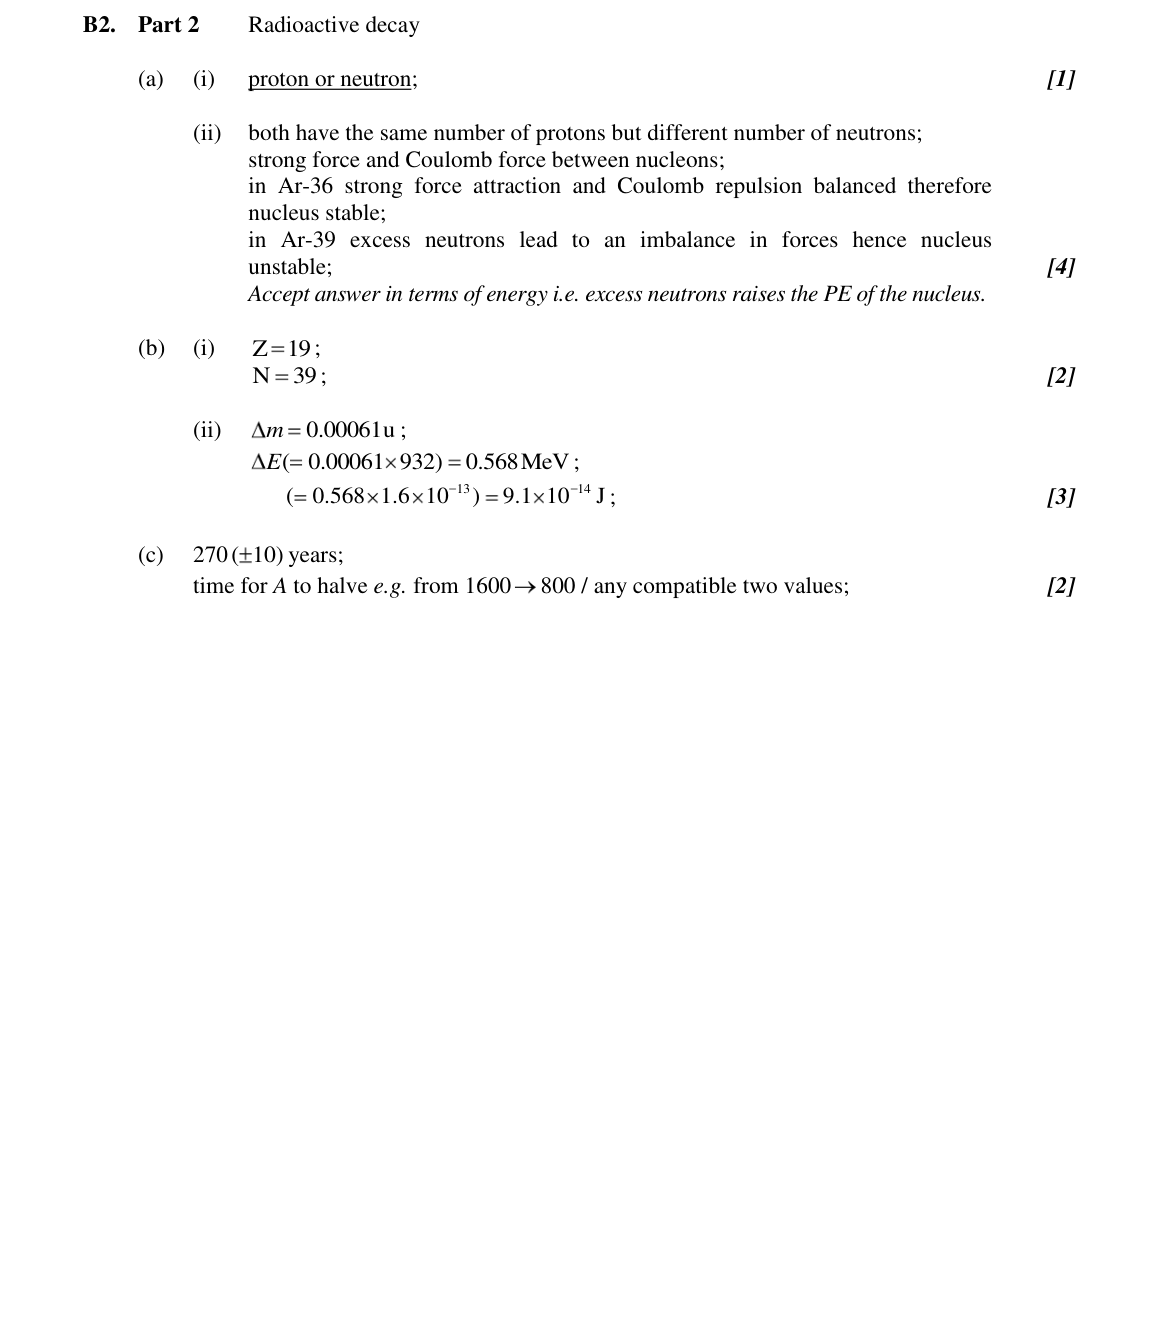 B2. Part 2 Radioactive decay
(a) (i) proton or neutron; [1]
(ii) both have the same number of protons but different number of neutrons;
strong force and Coulomb force between nucleons;
in Ar-36 strong force attraction and Coulomb repulsion balanced therefore
nucleus stable;
in Ar-39 excess neutrons lead to an imbalance in forces hence nucleus
unstable; [4]
Accept answer in terms of energy i.e. excess neutrons raises the PE of the nucleus.
(b) (i) Z=19;
N=39; [2]
(ii) Δm=0.00061u;
ΔE(=0.00061×932)=0.568MeV;
(=0.568×1.6×10⁻¹³)=9.1×10⁻¹⁴ J; [3]
(c) 270(±10) years;
time for A to halve e.g. from 1600→800 / any compatible two values; [2]